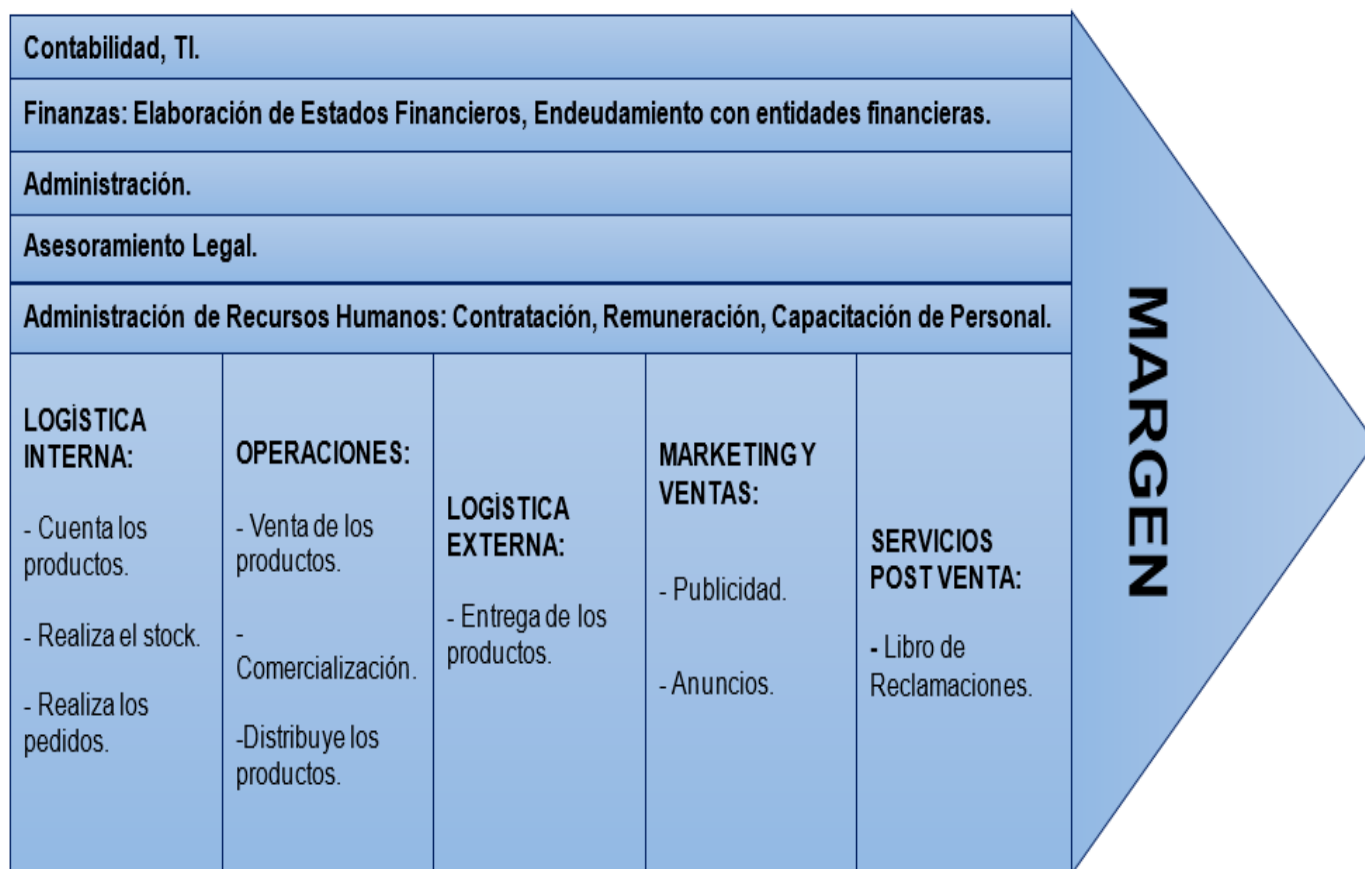 Contabilidad, TI.
Finanzas: Elaboración de Estados Financieros, Endeudamiento con entidades financieras.
Administración.
Asesoramiento Legal.
Administración de Recursos Humanos: Contratación, Remuneración, Capacitación de Personal.
LOGÍSTICA
INTERNA:
- Cuenta los
productos.
- Realiza el stock.
- Realiza los
pedidos.
OPERACIONES:
- Venta de los
productos.
-
Comercialización.
-Distribuye los
productos.
LOGÍSTICA
EXTERNA:
- Entrega de los
productos.
MARKETING Y
VENTAS:
- Publicidad.
- Anuncios.
SERVICIOS
POST VENTA:
- Libro de
Reclamaciones.
MARGEN